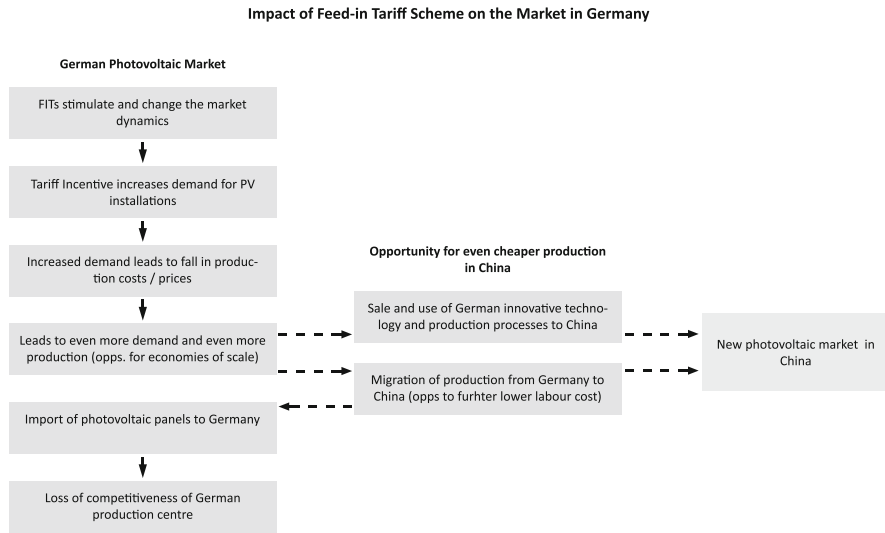 Impact of Feed-in Tariff Scheme on the Market in Germany
German Photovoltaic Market
FITs stimulate and change the market
dynamics
Tariff Incentive increases demand for PV
installations
Increased demand leads to fall in produc-
tion costs / prices
Leads to even more demand and even more
production (opps. for economies of scale)
Import of photovoltaic panels to Germany
Loss of competitiveness of German
production centre
Opportunity for even cheaper production
in China
Sale and use of German innovative techno-
logy and production processes to China
Migration of production from Germany to
China (opps to furhter lower labour cost)
New photovoltaic market in
China